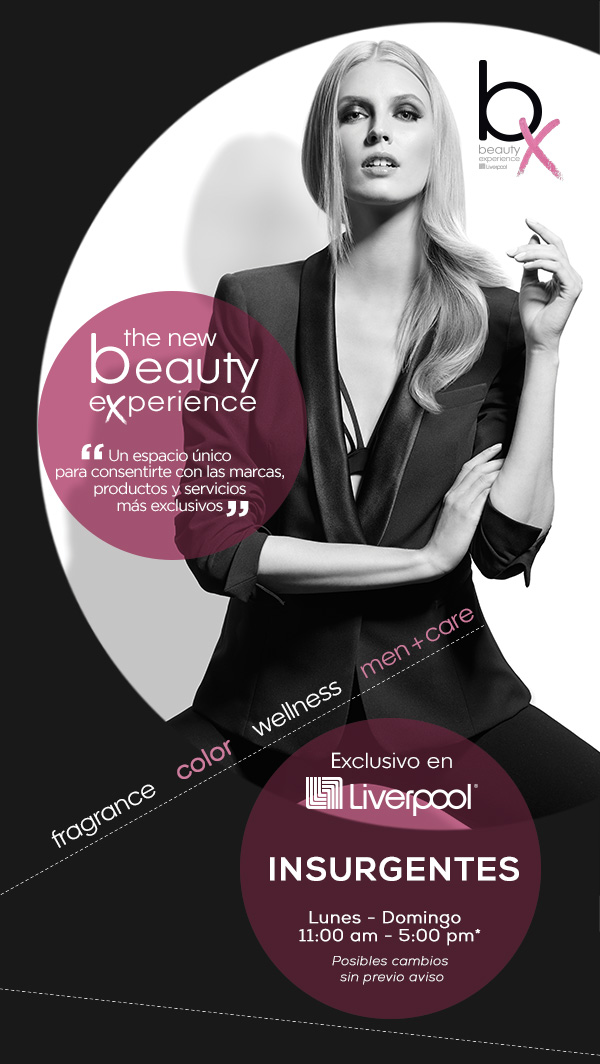 bx
beauty
experience
Liverpool
the new
beauty
experience
“ Un espacio único
para consentirte con las marcas,
productos y servicios
más exclusivos ”
fragrance color wellness men+care
Exclusivo en
Liverpool®
INSURGENTES
Lunes - Domingo
11:00 am - 5:00 pm*
Posibles cambios
sin previo aviso